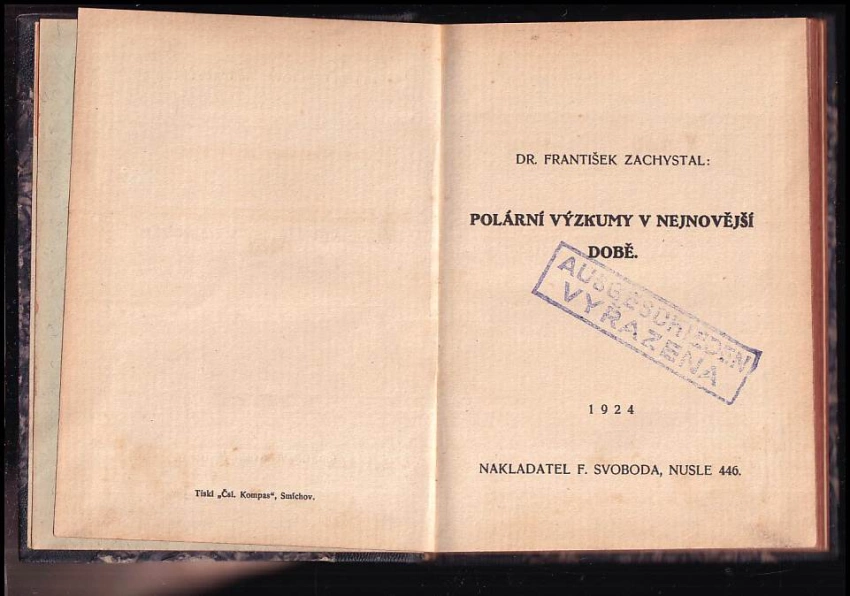 Tiskl „Čsl. Kompas“, Smíchov.
DR. FRANTIŠEK ZACHYSTAL:
POLÁRNÍ VÝZKUMY V NEJNOVĚJŠÍ
DOBĚ.
AUSGESCHIEDEN
VYŘAZENA
1924
NAKLADATEL F. SVOBODA, NUSLE 446.